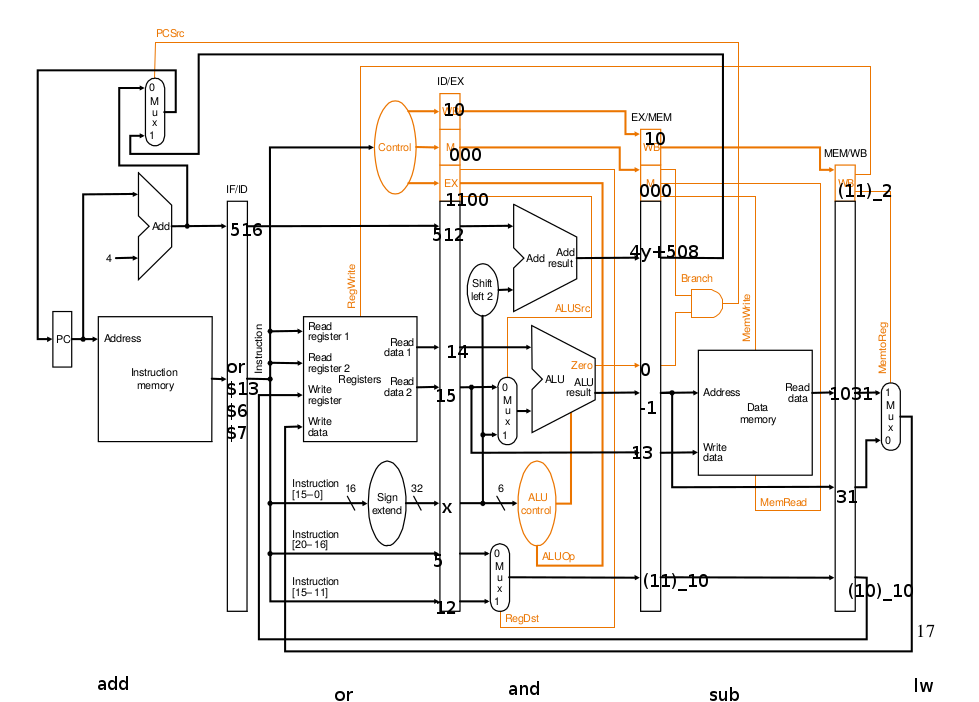 PCSrc
ID/EX
0
M
u
x
1
10
WB
EX/MEM
10
WB
Control
M
000
MEM/WB
IF/ID
EX
1100
M
000
WB
(11)_2
516
512
Add
4
RegWrite
Add
Add
result
4y+508
Shift
left 2
ALUSrc
Branch
MemWrite
PC
Address
Instruction
memory
Instruction
or
$13
$6
$7
Read
register 1
Read
register 2
Write
register
Write
data
Registers
Read
data 1
Read
data 2
14
15
0
M
u
x
1
Zero
ALU
ALU
result
0
-1
13
Address
Read
data
Data
memory
Write
data
MemtoReg
1031
1
M
u
x
0
31
MemRead
Instruction
[15–0]
16
Sign
extend
32
x
6
ALU
control
Instruction
[20–16]
5
0
M
u
x
1
ALUOp
Instruction
[15–11]
12
(11)_10
(10)_10
RegDst
17
add
or
and
sub
lw